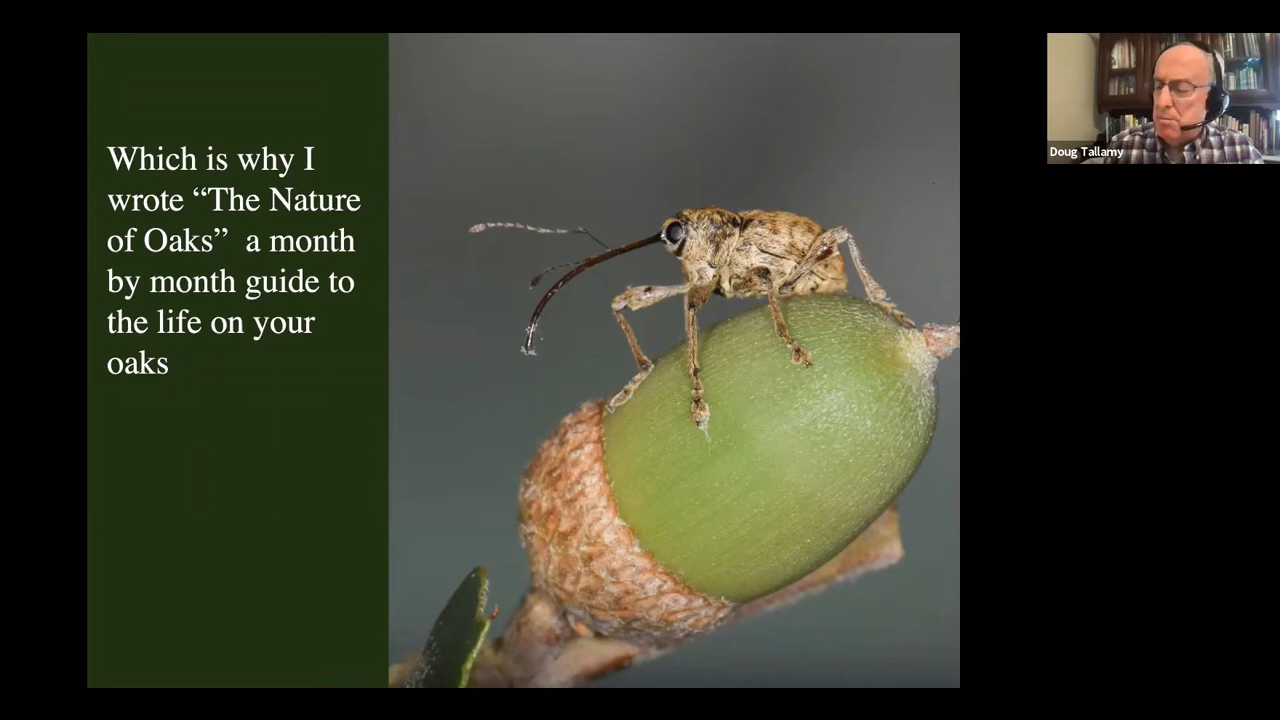 Which is why I
wrote “The Nature
of Oaks”  a month
by month guide to
the life on your
oaks
Doug Tallamy